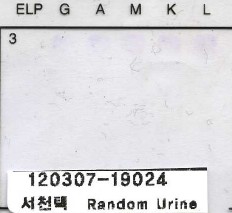 ELP G A M K L
3
120307-19024
서천택 Random Urine